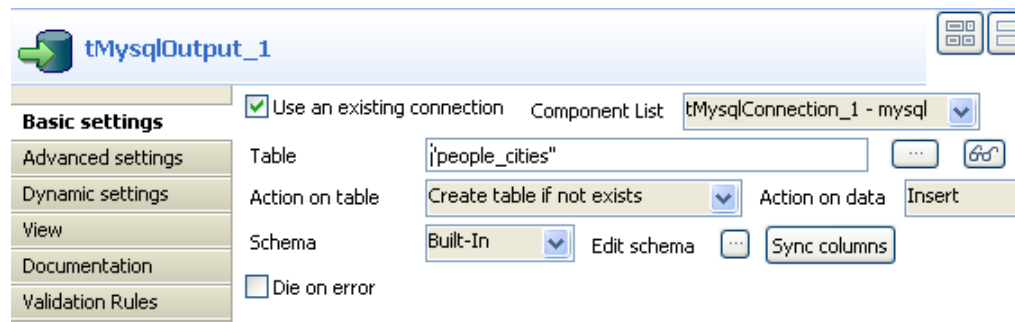 tMysqlOutput_1
Basic settings
Use an existing connection Component List tMysqlConnection_1 - mysql
Advanced settings
Table "people_cities" ...
Dynamic settings
Action on table Create table if not exists Action on data Insert
View
Schema Built-In Edit schema ... Sync columns
Documentation
Die on error
Validation Rules